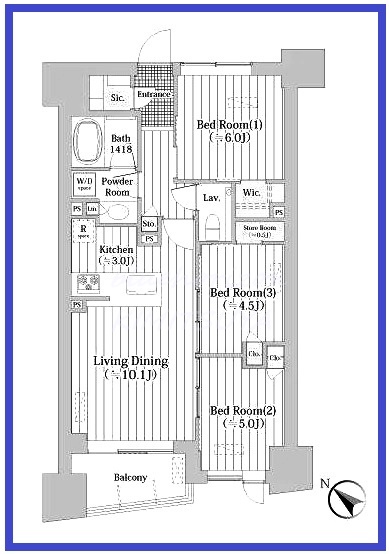 Sic.
Entrance
Bed Room(1)
(≒6.0J)
Bath
1418
W/D
space
Powder
Room
Lav.
Wic.
PS
Lin.
PS
R
space
Sto.
PS
Store Room
(≒0.5J)
Kitchen
(≒3.0J)
Bed Room(3)
(≒4.5J)
PS
Living Dining
(≒10.1J)
Clo.
Clo.
Bed Room(2)
(≒5.0J)
Balcony
N